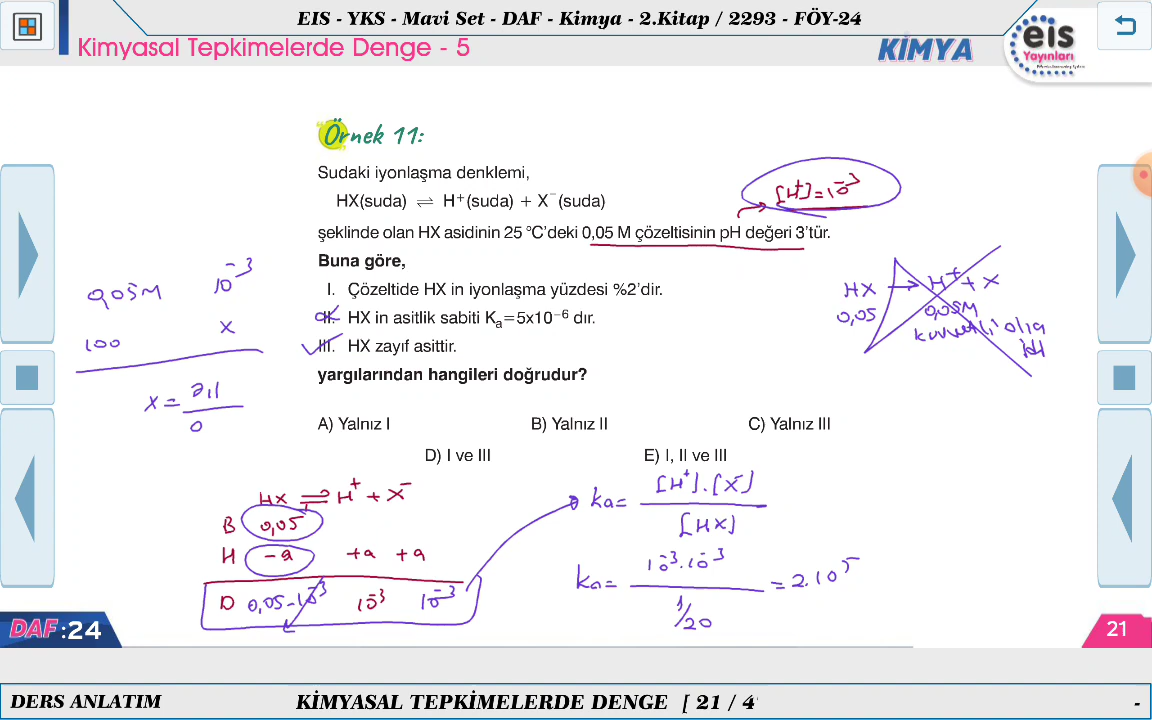 EIS - YKS - Mavi Set - DAF - Kimya - 2.Kitap / 2293 - FÖY-24
Kimyasal Tepkimelerde Denge - 5
KİMYA
eis
Yayınları
Örnek 11:
Sudaki iyonlaşma denklemi,
HX(suda) ⇌ H⁺(suda) + X⁻(suda)
[H⁺]=10⁻³
şeklinde olan HX asidinin 25 °C'deki 0,05 M çözeltisinin pH değeri 3'tür.
Buna göre,
I. Çözeltide HX in iyonlaşma yüzdesi %2'dir.
II. HX in asitlik sabiti Kₐ=5x10⁻⁶ dır.
III. HX zayıf asittir.
yargılarından hangileri doğrudur?
0,05M 10⁻³
100 x
x =
HX → H⁺ + X
0,05 0,05M
kuvvetli
A) Yalnız I B) Yalnız II C) Yalnız III
D) I ve III E) I, II ve III
HX ⇌ H⁺ + X⁻
B 0,05
H -a +a +a
D 0,05-10⁻³ 10⁻³ 10⁻³
ka= [H⁺].[X⁻]
[HX]
ka= 10⁻³.10⁻³ = 2.10⁻⁵
1/20
DAF:24
21
DERS ANLATIM KİMYASAL TEPKİMELERDE DENGE [ 21 / 4 -